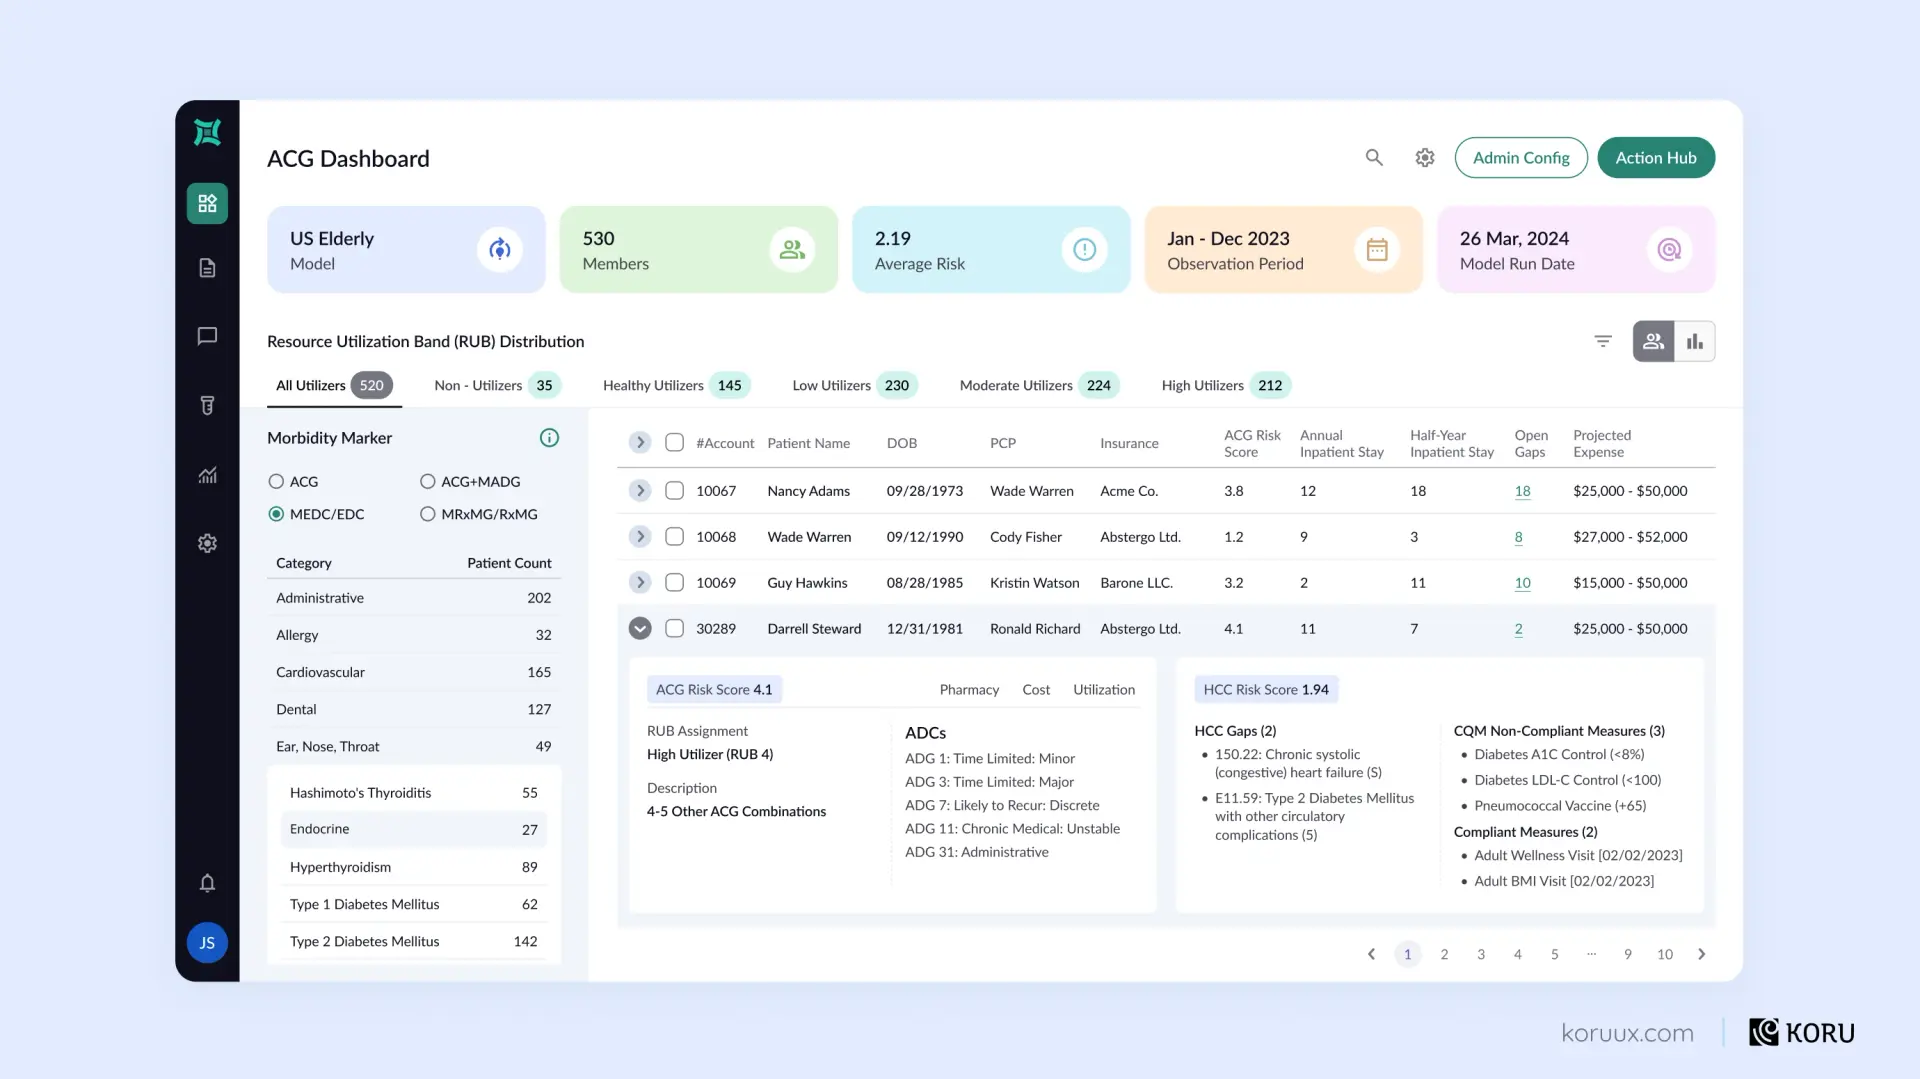 ACG Dashboard
Admin Config
Action Hub
US Elderly
Model
530
Members
2.19
Average Risk
Jan - Dec 2023
Observation Period
26 Mar, 2024
Model Run Date
Resource Utilization Band (RUB) Distribution
All Utilizers 520
Non - Utilizers 35
Healthy Utilizers 145
Low Utilizers 230
Moderate Utilizers 224
High Utilizers 212
Morbidity Marker
ACG
ACG+MADG
MEDC/EDC
MRxMG/RxMG
Category Patient Count
Administrative 202
Allergy 32
Cardiovascular 165
Dental 127
Ear, Nose, Throat 49
Hashimoto's Thyroiditis 55
Endocrine 27
Hyperthyroidism 89
Type 1 Diabetes Mellitus 62
Type 2 Diabetes Mellitus 142
JS
#Account Patient Name DOB PCP Insurance ACG Risk Score Annual Inpatient Stay Half-Year Inpatient Stay Open Gaps Projected Expense
10067 Nancy Adams 09/28/1973 Wade Warren Acme Co. 3.8 12 18 18 $25,000 - $50,000
10068 Wade Warren 09/12/1990 Cody Fisher Abstergo Ltd. 1.2 9 3 8 $27,000 - $52,000
10069 Guy Hawkins 08/28/1985 Kristin Watson Barone LLC. 3.2 2 11 10 $15,000 - $50,000
30289 Darrell Steward 12/31/1981 Ronald Richard Abstergo Ltd. 4.1 11 7 2 $25,000 - $50,000
ACG Risk Score 4.1
Pharmacy Cost Utilization
RUB Assignment
High Utilizer (RUB 4)
Description
4-5 Other ACG Combinations
ADCs
ADG 1: Time Limited: Minor
ADG 3: Time Limited: Major
ADG 7: Likely to Recur: Discrete
ADG 11: Chronic Medical: Unstable
ADG 31: Administrative
HCC Risk Score 1.94
HCC Gaps (2)
• 150.22: Chronic systolic
(congestive) heart failure (S)
• E11.59: Type 2 Diabetes Mellitus
with other circulatory
complications (5)
CQM Non-Compliant Measures (3)
• Diabetes A1C Control (<8%)
• Diabetes LDL-C Control (<100)
• Pneumococcal Vaccine (+65)
Compliant Measures (2)
• Adult Wellness Visit [02/02/2023]
• Adult BMI Visit [02/02/2023]
1 2 3 4 5 ... 9 10
koruux.com
KORU